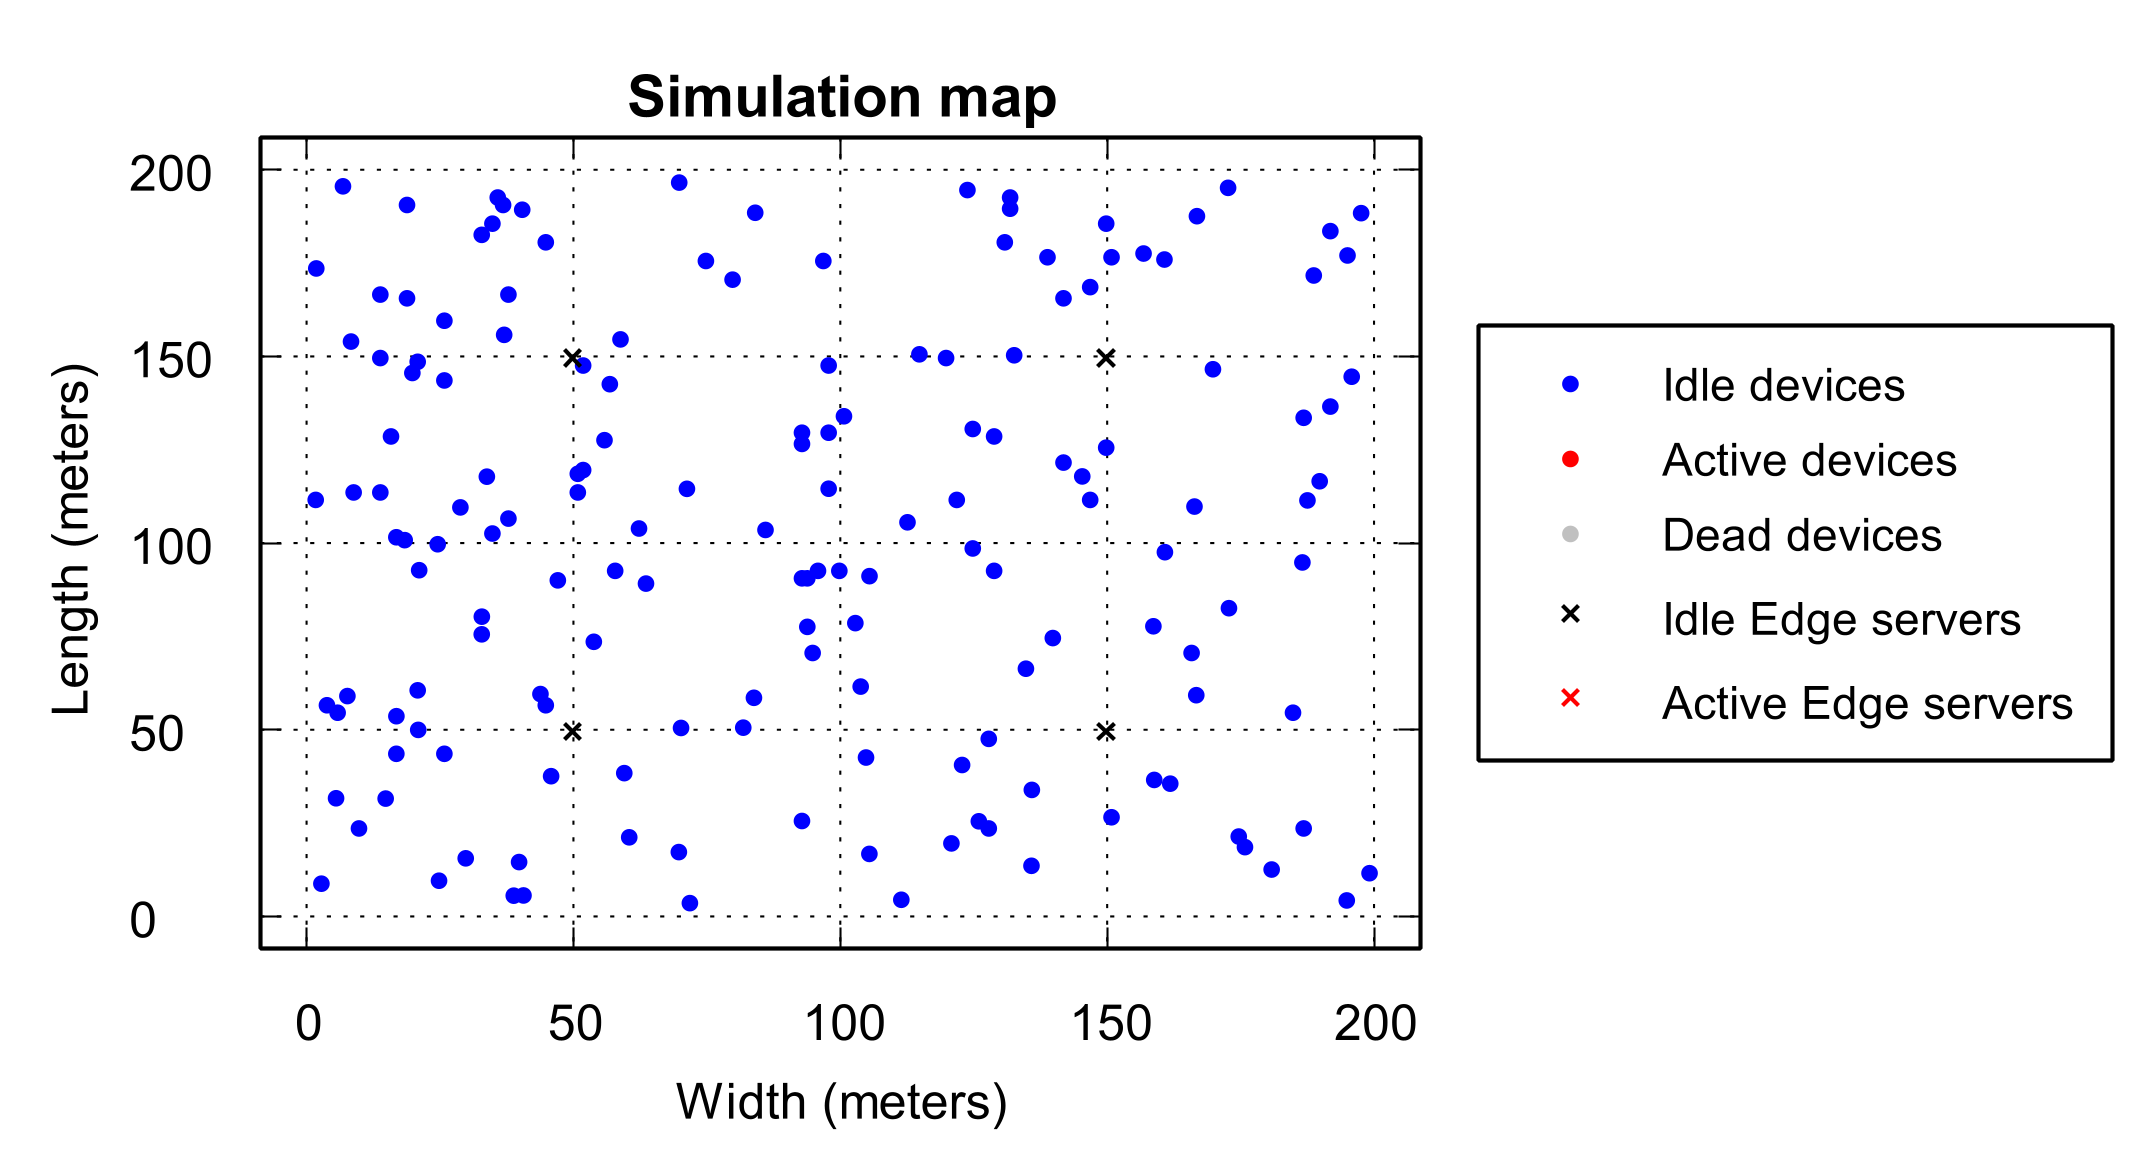 Simulation map
200
150
100
50
0
Length (meters)
0 50 100 150 200
Width (meters)
Idle devices
Active devices
Dead devices
Idle Edge servers
Active Edge servers